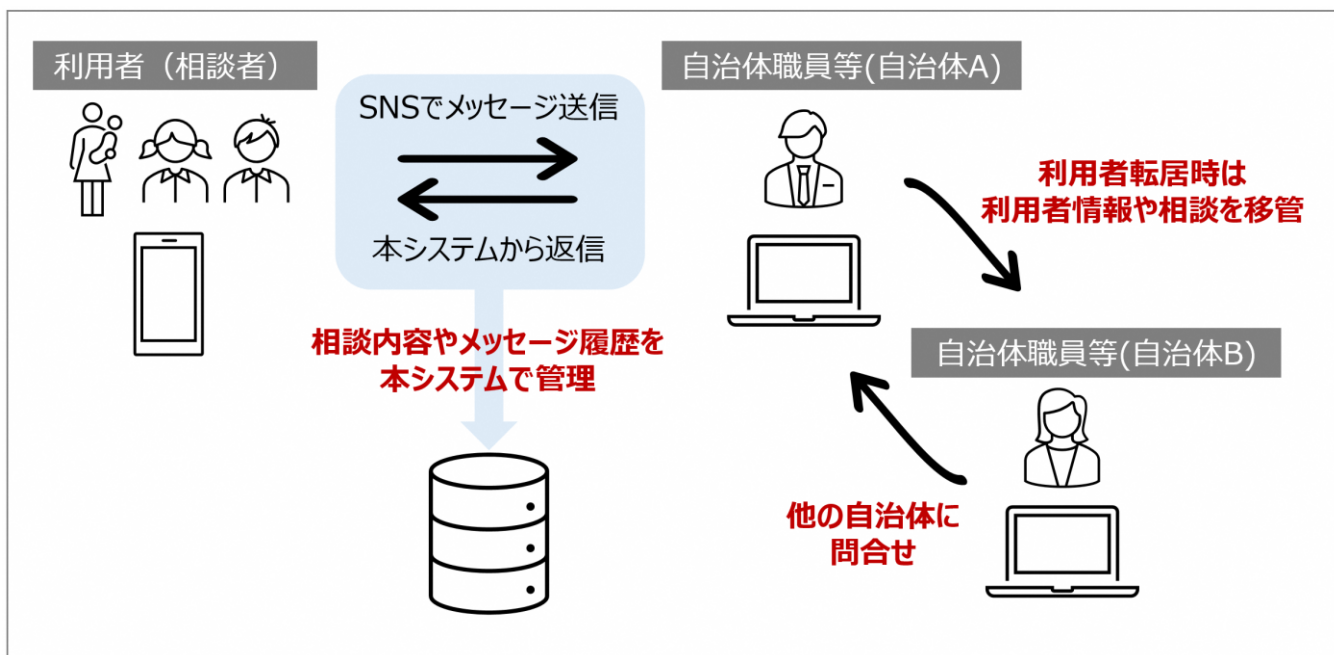 利用者（相談者）
SNSでメッセージ送信
本システムから返信
相談内容やメッセージ履歴を
本システムで管理
自治体職員等(自治体A)
利用者転居時は
利用者情報や相談を移管
自治体職員等(自治体B)
他の自治体に
問合せ